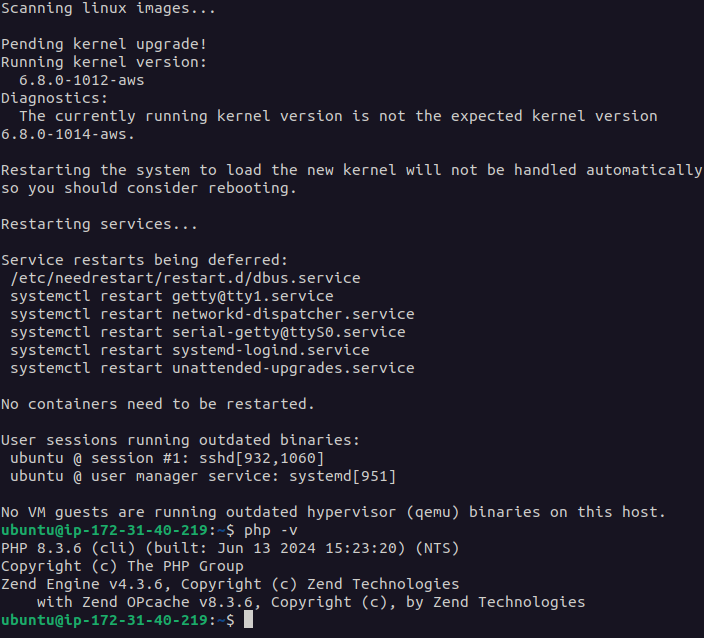 Scanning linux images...
Pending kernel upgrade!
Running kernel version:
  6.8.0-1012-aws
Diagnostics:
  The currently running kernel version is not the expected kernel version
6.8.0-1014-aws.
Restarting the system to load the new kernel will not be handled automatically
so you should consider rebooting.
Restarting services...
Service restarts being deferred:
 /etc/needrestart/restart.d/dbus.service
 systemctl restart getty@tty1.service
 systemctl restart networkd-dispatcher.service
 systemctl restart serial-getty@ttyS0.service
 systemctl restart systemd-logind.service
 systemctl restart unattended-upgrades.service
No containers need to be restarted.
User sessions running outdated binaries:
 ubuntu @ session #1: sshd[932,1060]
 ubuntu @ user manager service: systemd[951]
No VM guests are running outdated hypervisor (qemu) binaries on this host.
ubuntu@ip-172-31-40-219:~$ php -v
PHP 8.3.6 (cli) (built: Jun 13 2024 15:23:20) (NTS)
Copyright (c) The PHP Group
Zend Engine v4.3.6, Copyright (c) Zend Technologies
    with Zend OPcache v8.3.6, Copyright (c), by Zend Technologies
ubuntu@ip-172-31-40-219:~$